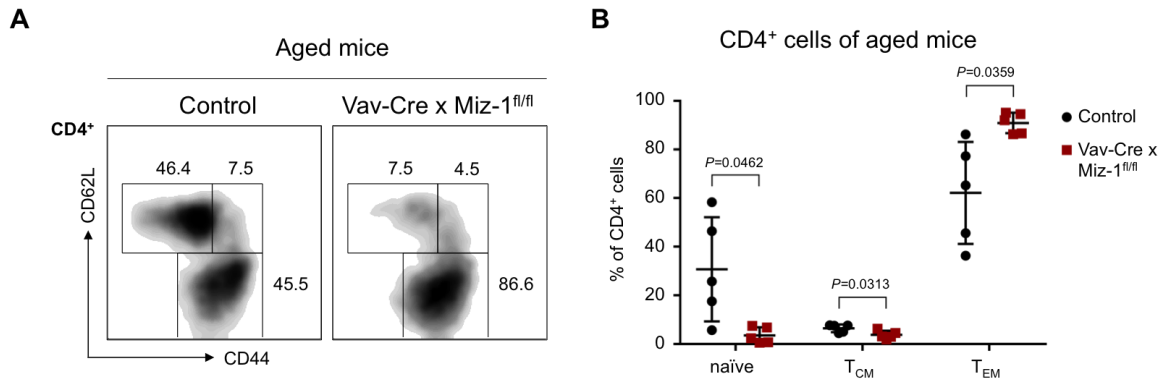 A
Aged mice
Control
Vav-Cre x Miz-1fl/fl
CD4+
46.4
7.5
7.5
4.5
45.5
86.6
CD62L
CD44
B
CD4+ cells of aged mice
P=0.0359
P=0.0462
P=0.0313
100
80
60
40
20
0
% of CD4+ cells
naïve
TCM
TEM
Control
Vav-Cre x
Miz-1fl/fl